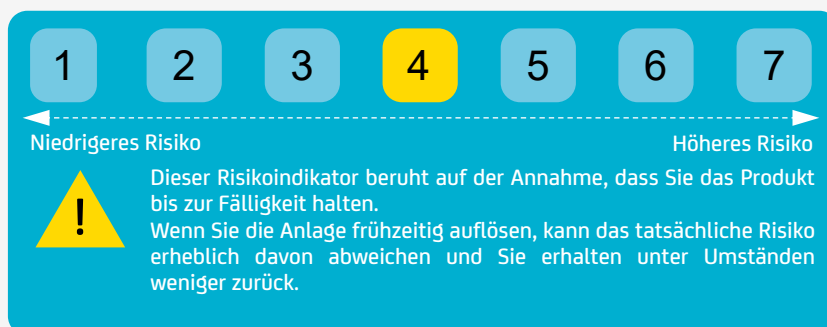 1 2 3 4 5 6 7
Niedrigeres Risiko Höheres Risiko
!
Dieser Risikoindikator beruht auf der Annahme, dass Sie das Produkt
bis zur Fälligkeit halten.
Wenn Sie die Anlage frühzeitig auflösen, kann das tatsächliche Risiko
erheblich davon abweichen und Sie erhalten unter Umständen
weniger zurück.